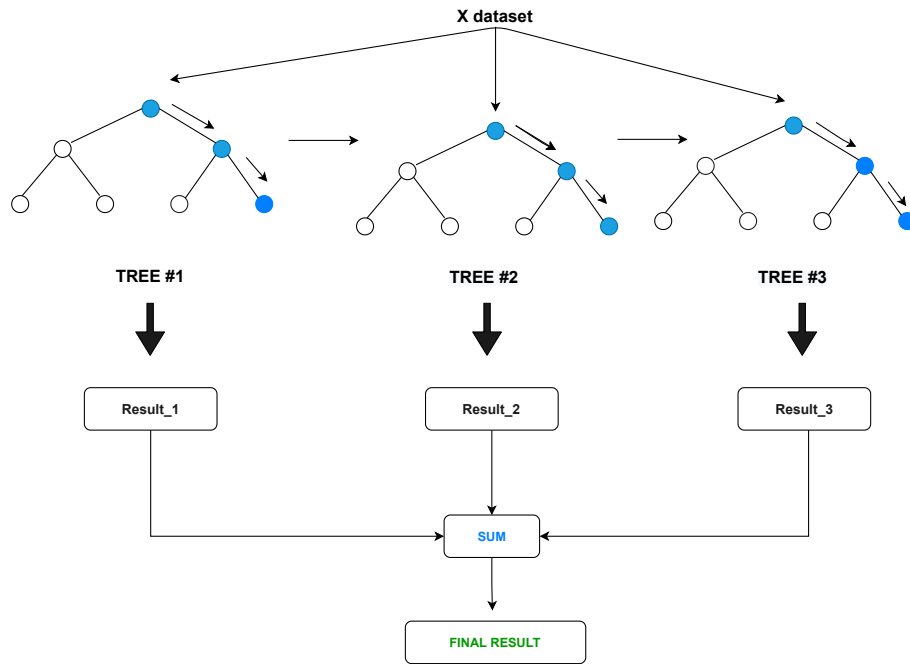 X dataset
TREE #1
TREE #2
TREE #3
Result_1
Result_2
Result_3
SUM
FINAL RESULT